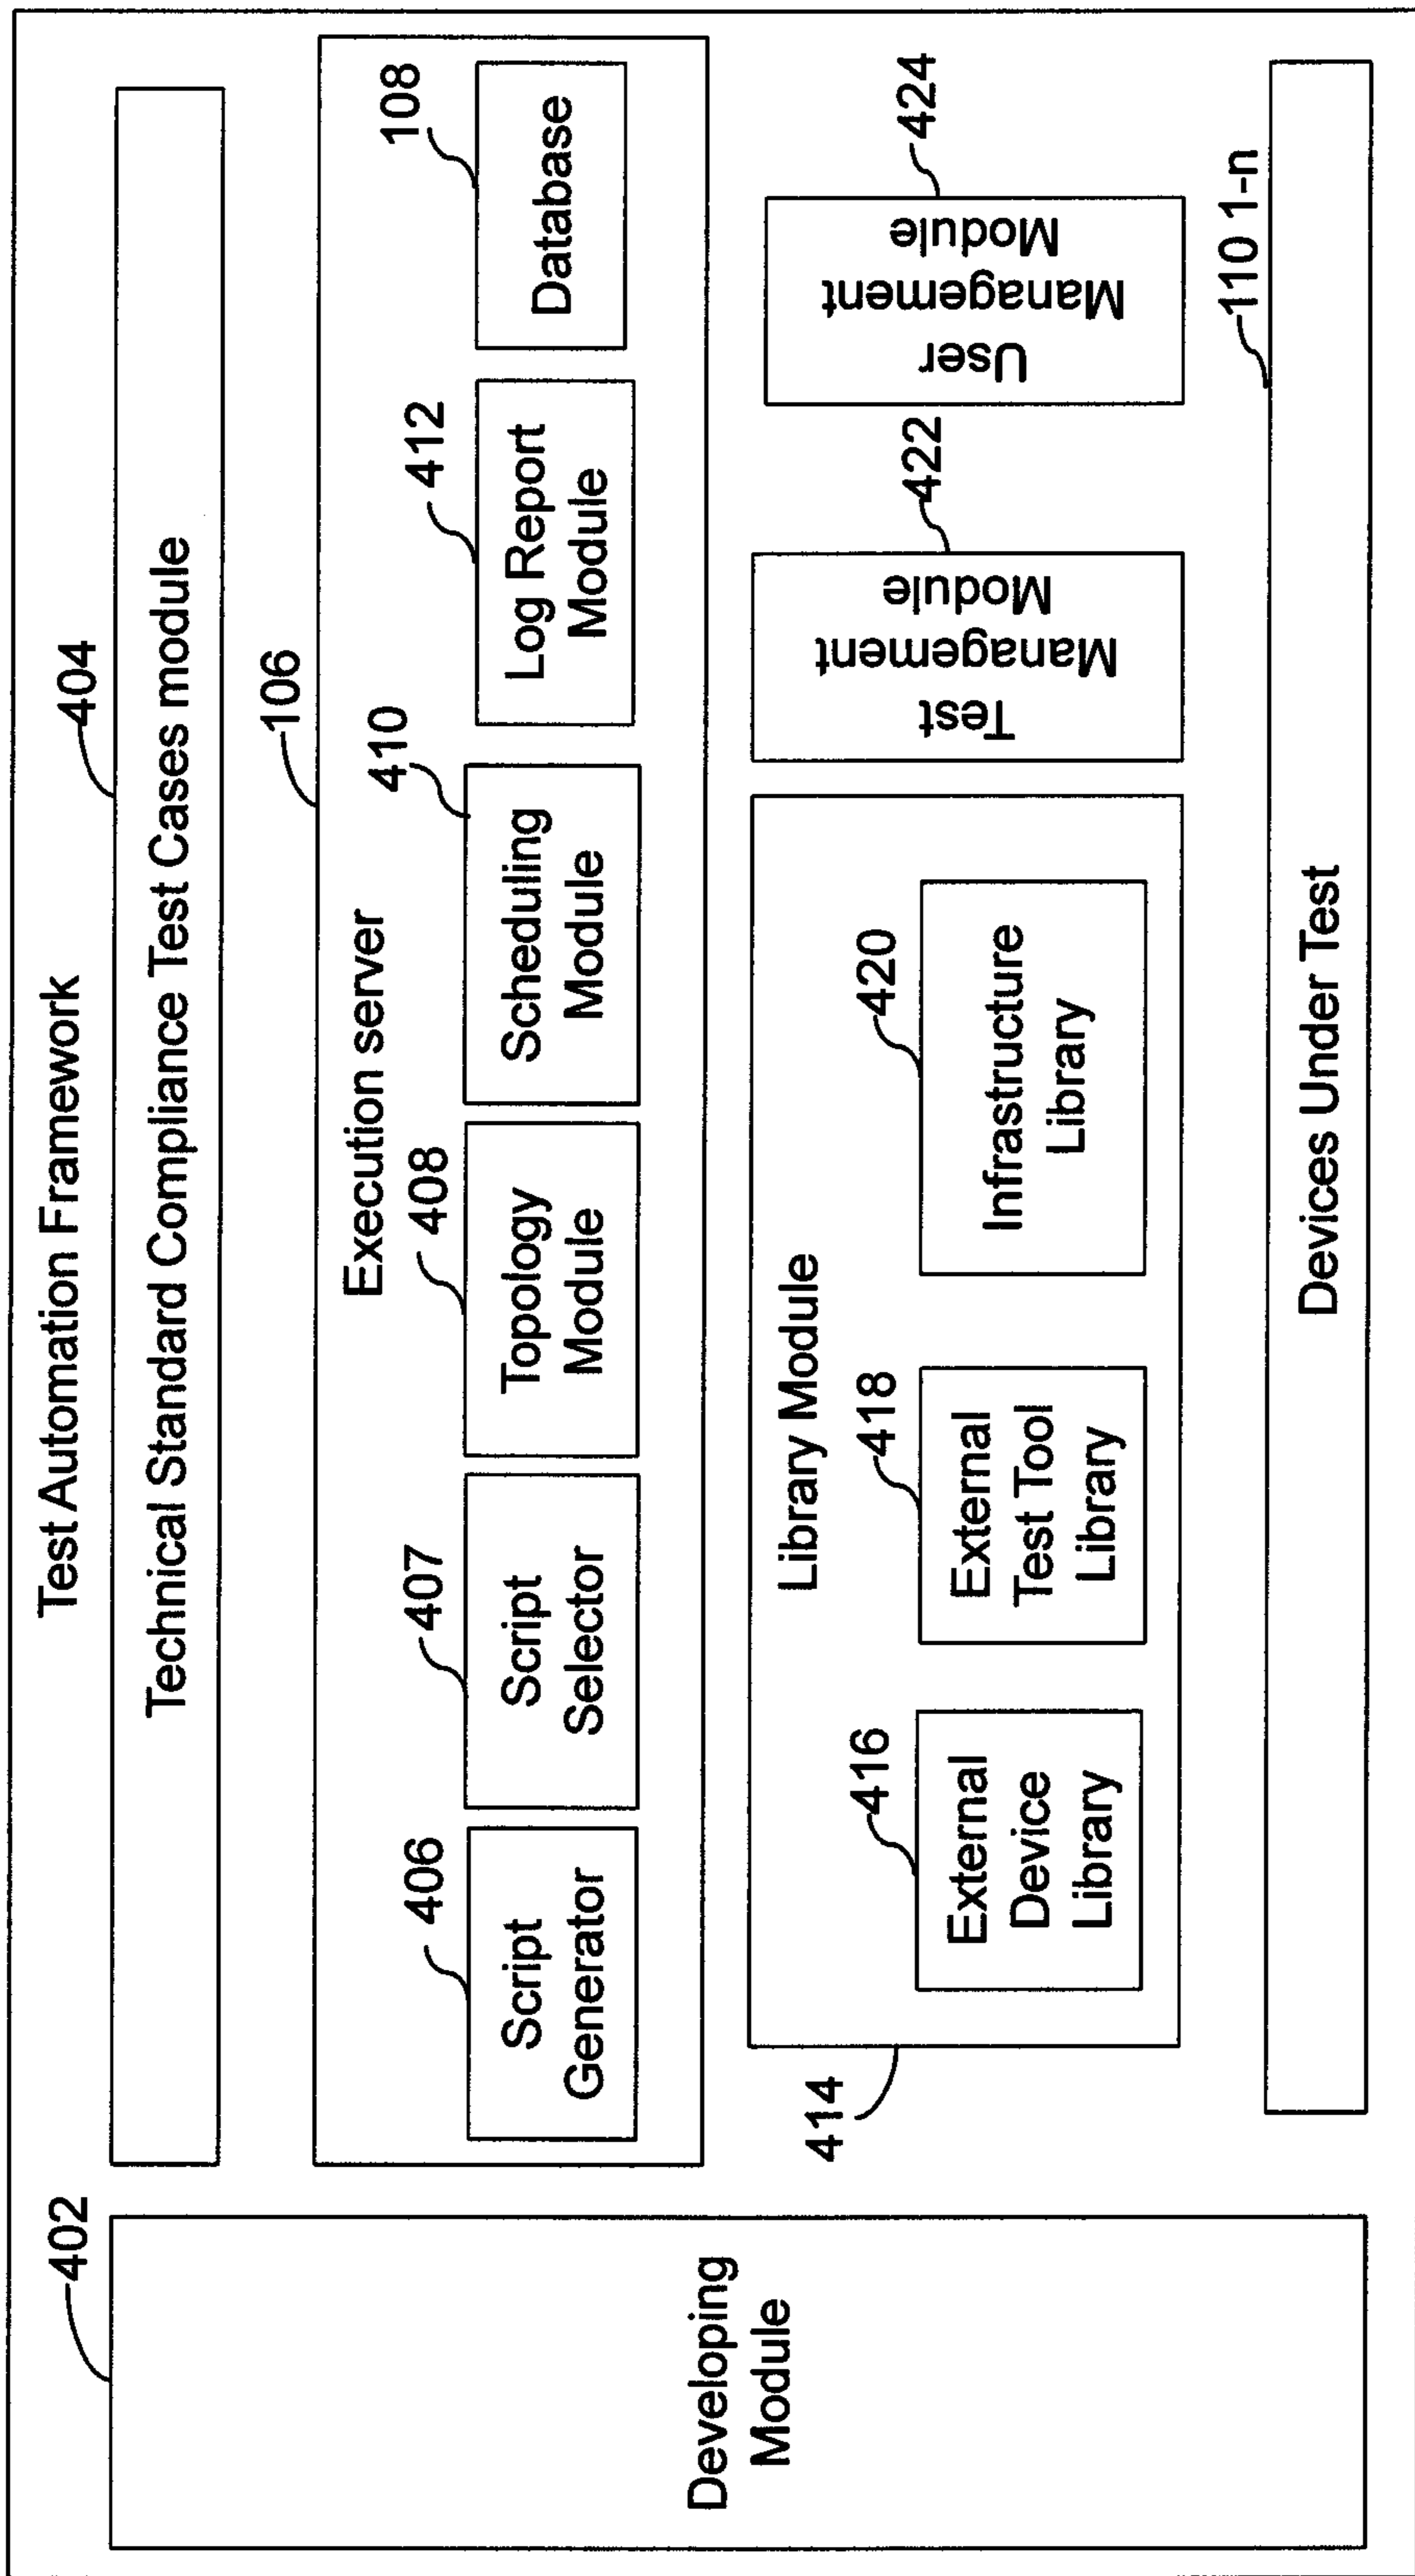 Test Automation Framework
402
404
Technical Standard Compliance Test Cases module
Developing
Module
106
Execution server
406
Script
Generator
407
Script
Selector
408
Topology
Module
410
Scheduling
Module
412
Log Report
Module
108
Database
414
Library Module
416
External
Device
Library
418
External
Test Tool
Library
420
Infrastructure
Library
422
Test
Management
Module
424
User
Management
Module
110 1-n
Devices Under Test